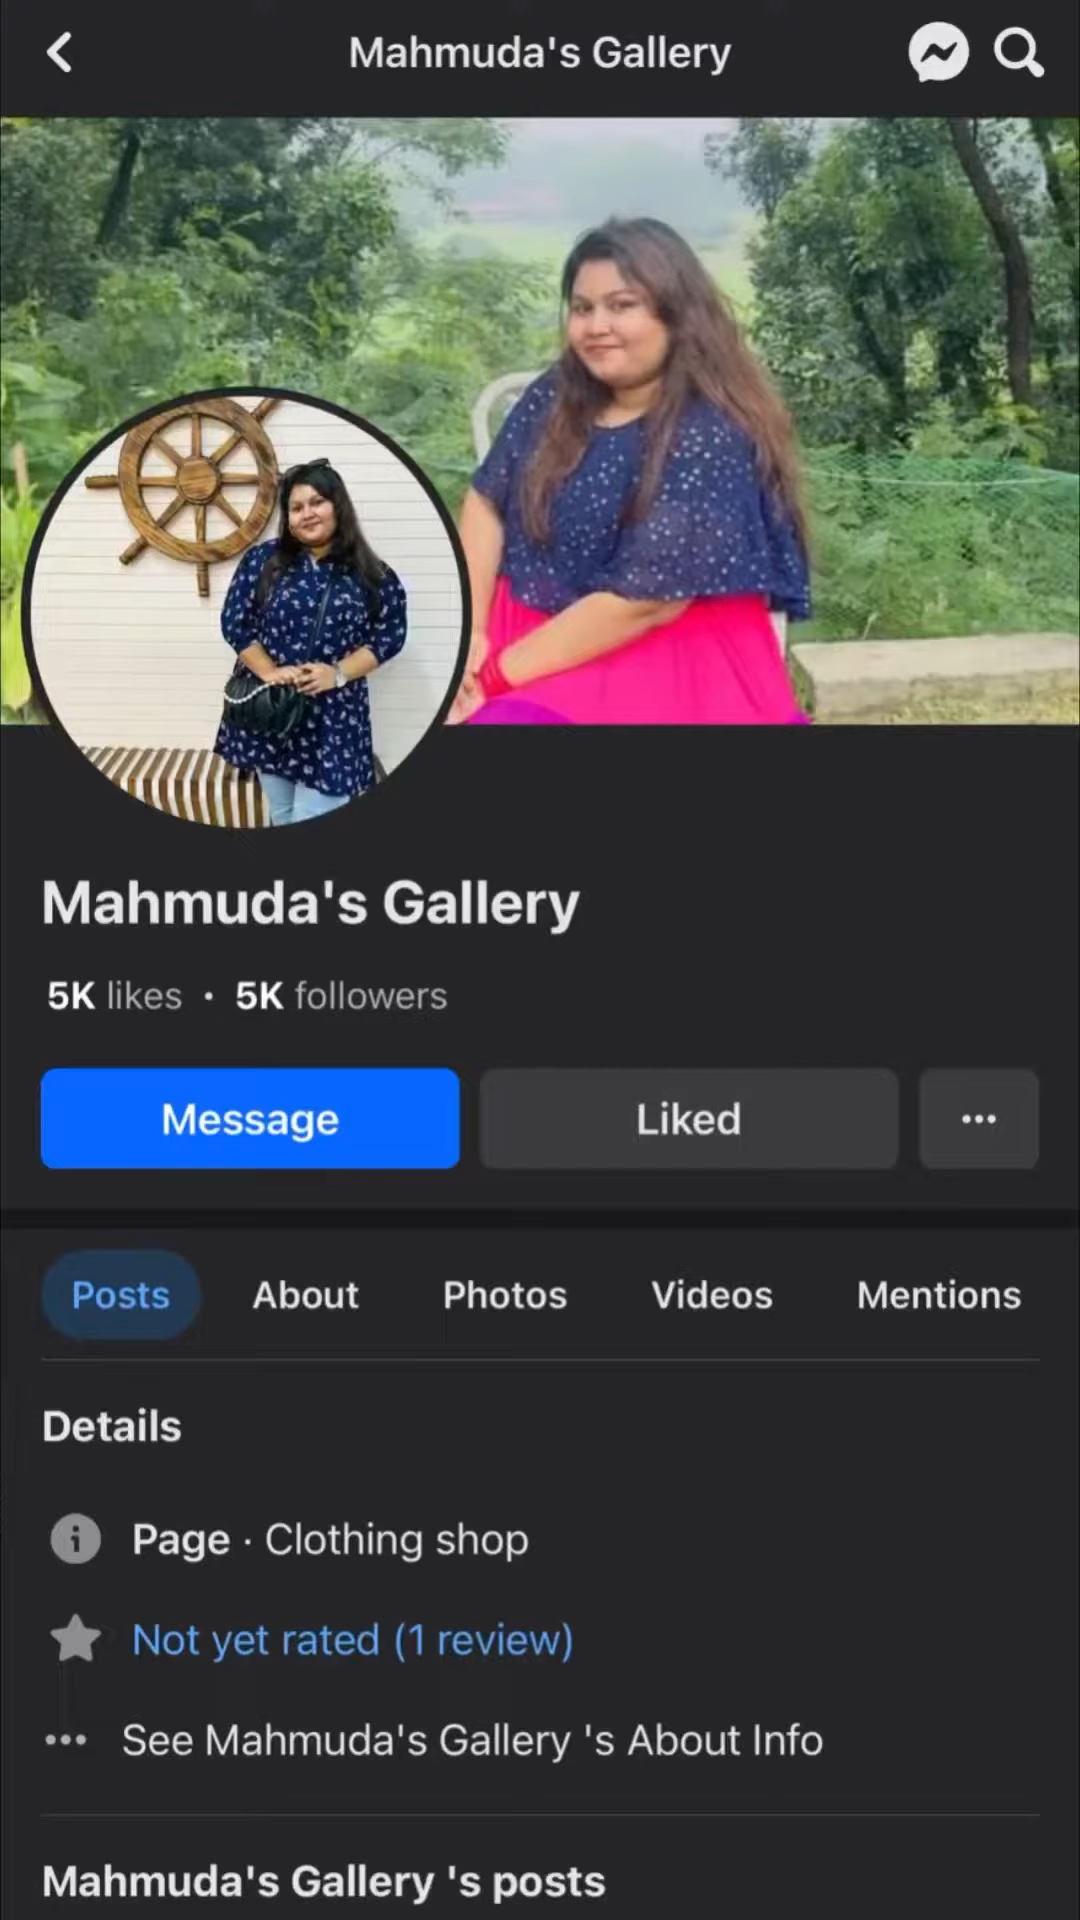 Mahmuda's Gallery
Mahmuda's Gallery
5K likes · 5K followers
Message
Liked
Posts
About
Photos
Videos
Mentions
Details
Page · Clothing shop
Not yet rated (1 review)
See Mahmuda's Gallery 's About Info
Mahmuda's Gallery 's posts